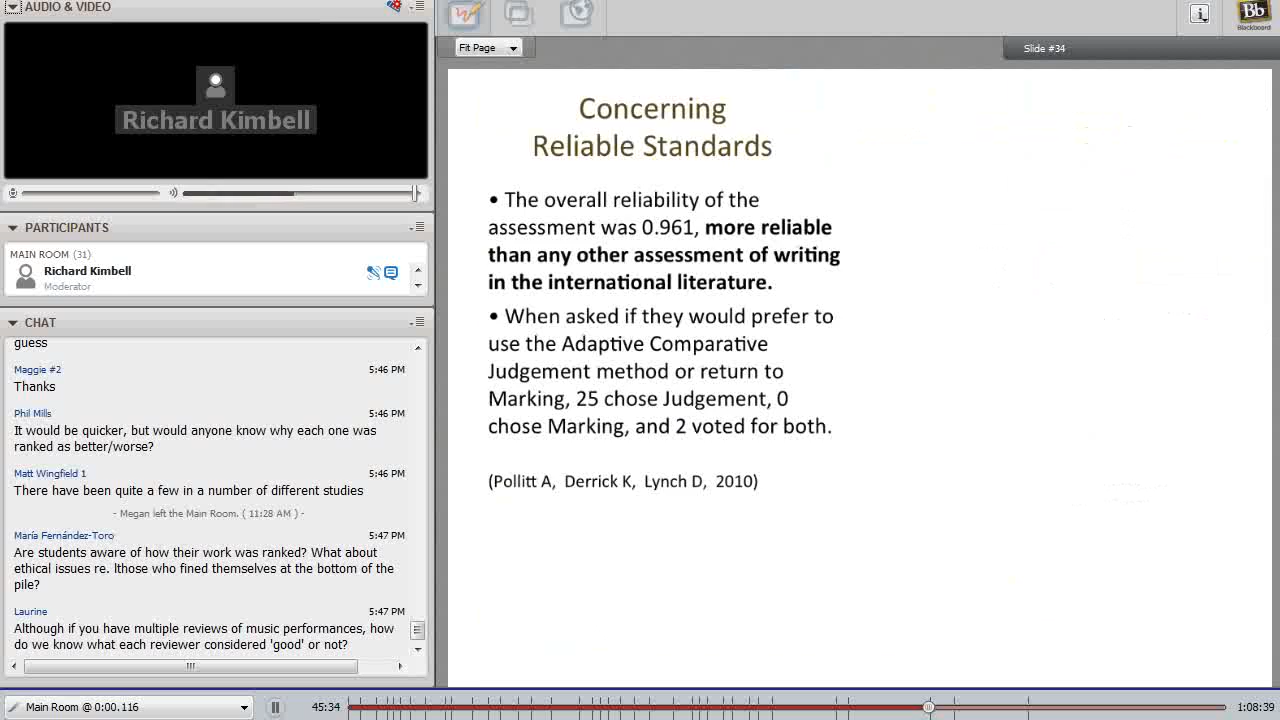 AUDIO & VIDEO
Richard Kimbell
PARTICIPANTS
MAIN ROOM (31)
Richard Kimbell
Moderator
CHAT
guess
Maggie #2 5:46 PM
Thanks
Phil Mills 5:46 PM
It would be quicker, but would anyone know why each one was
ranked as better/worse?
Matt Wingfield 1 5:46 PM
There have been quite a few in a number of different studies
- Megan left the Main Room. ( 11:28 AM ) -
María Fernández-Toro 5:47 PM
Are students aware of how their work was ranked? What about
ethical issues re. lthose who fined themselves at the bottom of the
pile?
Laurine 5:47 PM
Although if you have multiple reviews of music performances, how
do we know what each reviewer considered 'good' or not?
Main Room @ 0:00.116
45:34
1:08:39
Fit Page
Slide #34
Bb
Blackboard
Concerning
Reliable Standards
• The overall reliability of the
assessment was 0.961, more reliable
than any other assessment of writing
in the international literature.
• When asked if they would prefer to
use the Adaptive Comparative
Judgement method or return to
Marking, 25 chose Judgement, 0
chose Marking, and 2 voted for both.
(Pollitt A, Derrick K, Lynch D, 2010)